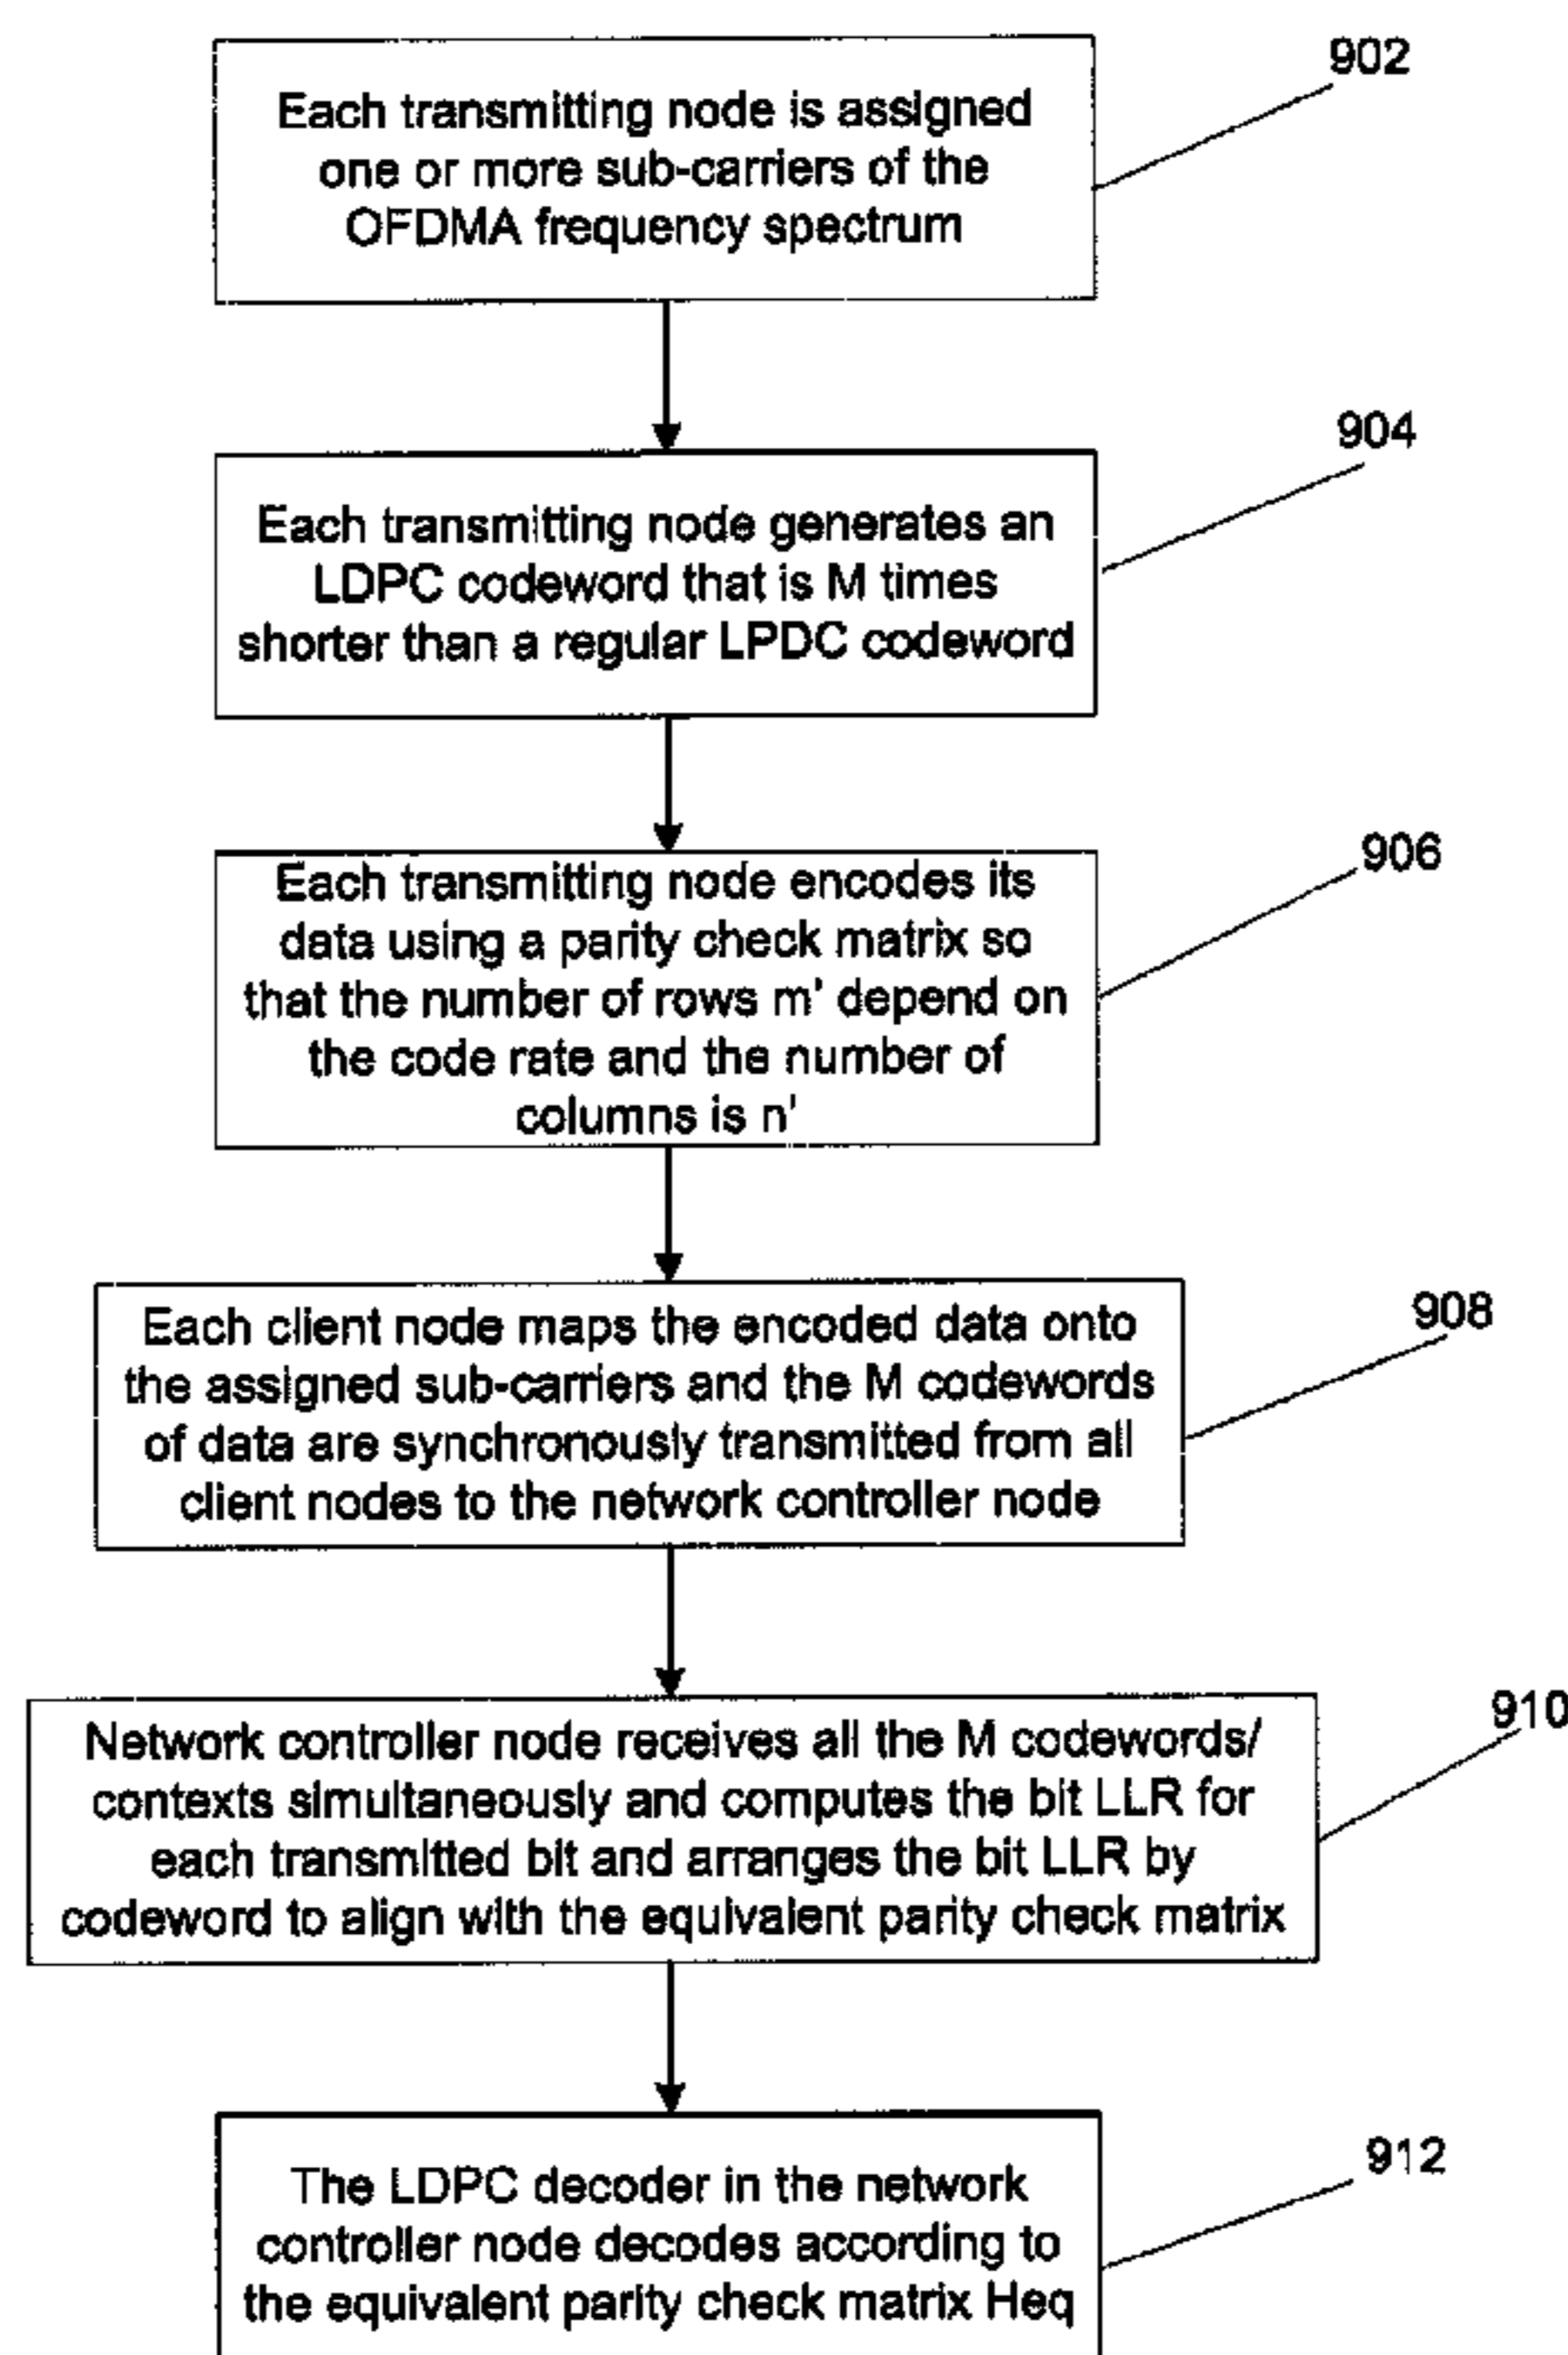 902
Each transmitting node is assigned
one or more sub-carriers of the
OFDMA frequency spectrum
904
Each transmitting node generates an
LDPC codeword that is M times
shorter than a regular LPDC codeword
906
Each transmitting node encodes its
data using a parity check matrix so
that the number of rows m' depend on
the code rate and the number of
columns is n'
908
Each client node maps the encoded data onto
the assigned sub-carriers and the M codewords
of data are synchronously transmitted from all
client nodes to the network controller node
910
Network controller node receives all the M codewords/
contexts simultaneously and computes the bit LLR for
each transmitted bit and arranges the bit LLR by
codeword to align with the equivalent parity check matrix
912
The LDPC decoder in the network
controller node decodes according to
the equivalent parity check matrix Heq